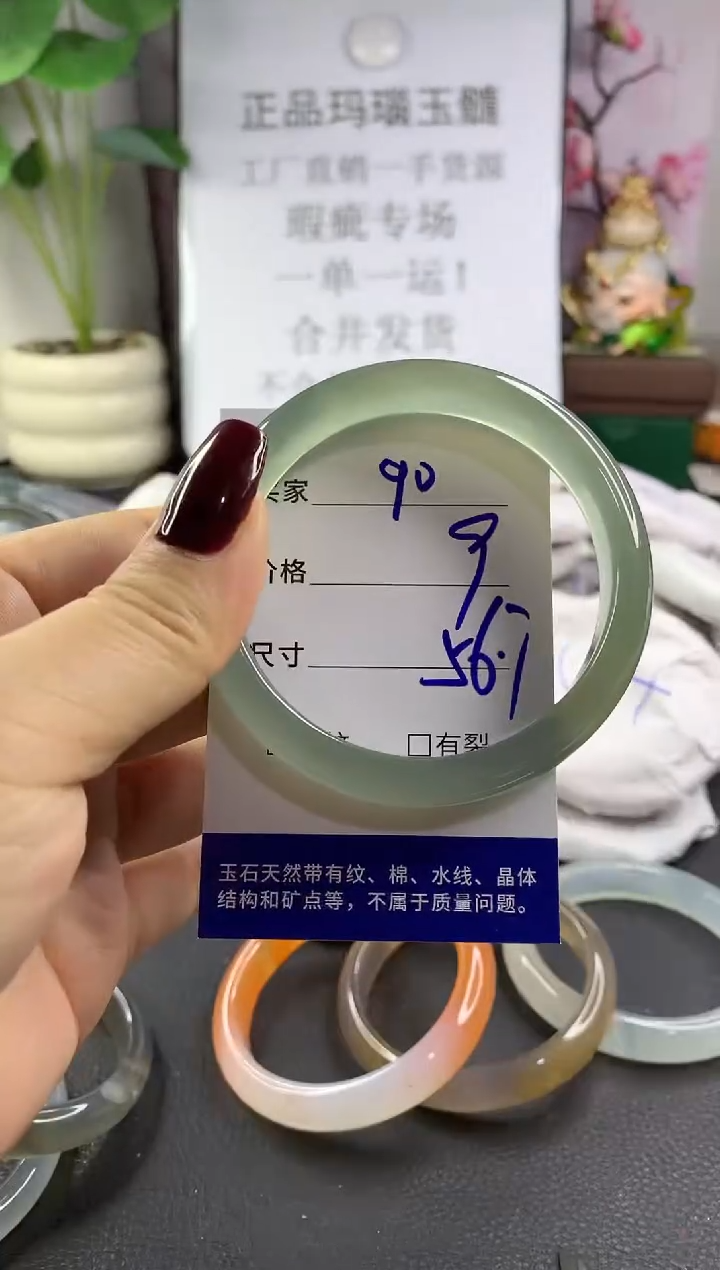 正品玛瑙玉髓
工厂直销一手货源
瑕疵专场
一单一运！
合并发货
不
家 90
价格 9
尺寸 56.1
纹 □有裂
玉石天然带有纹、棉、水线、晶体
结构和矿点等，不属于质量问题。